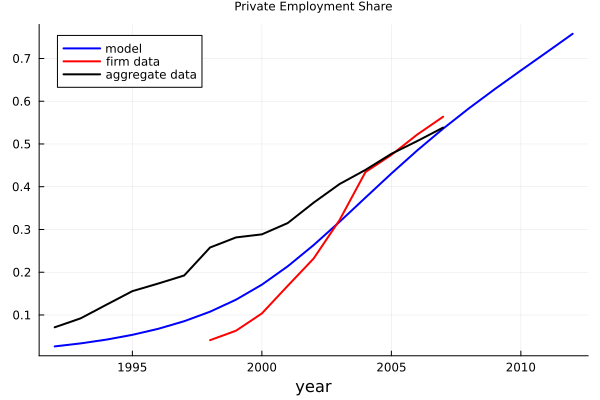 Private Employment Share
model
firm data
aggregate data
0.7
0.6
0.5
0.4
0.3
0.2
0.1
1995 2000 2005 2010
year